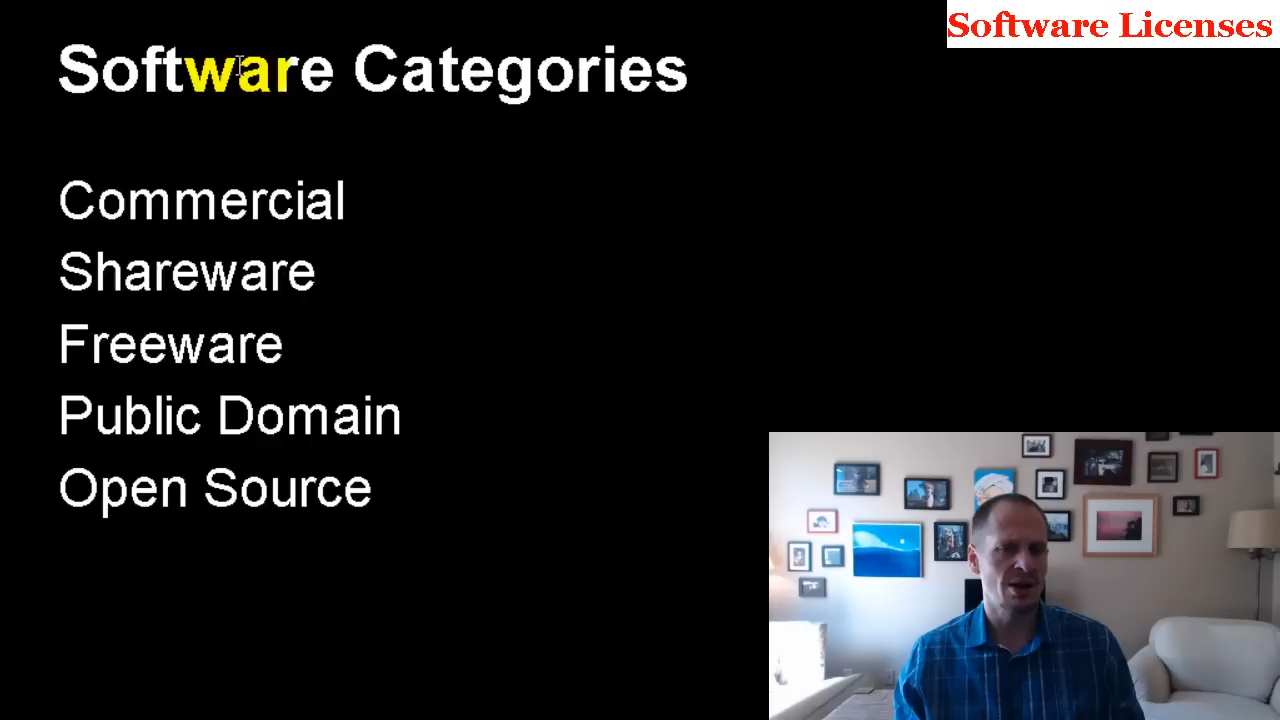 Software Licenses
Software Categories
Commercial
Shareware
Freeware
Public Domain
Open Source